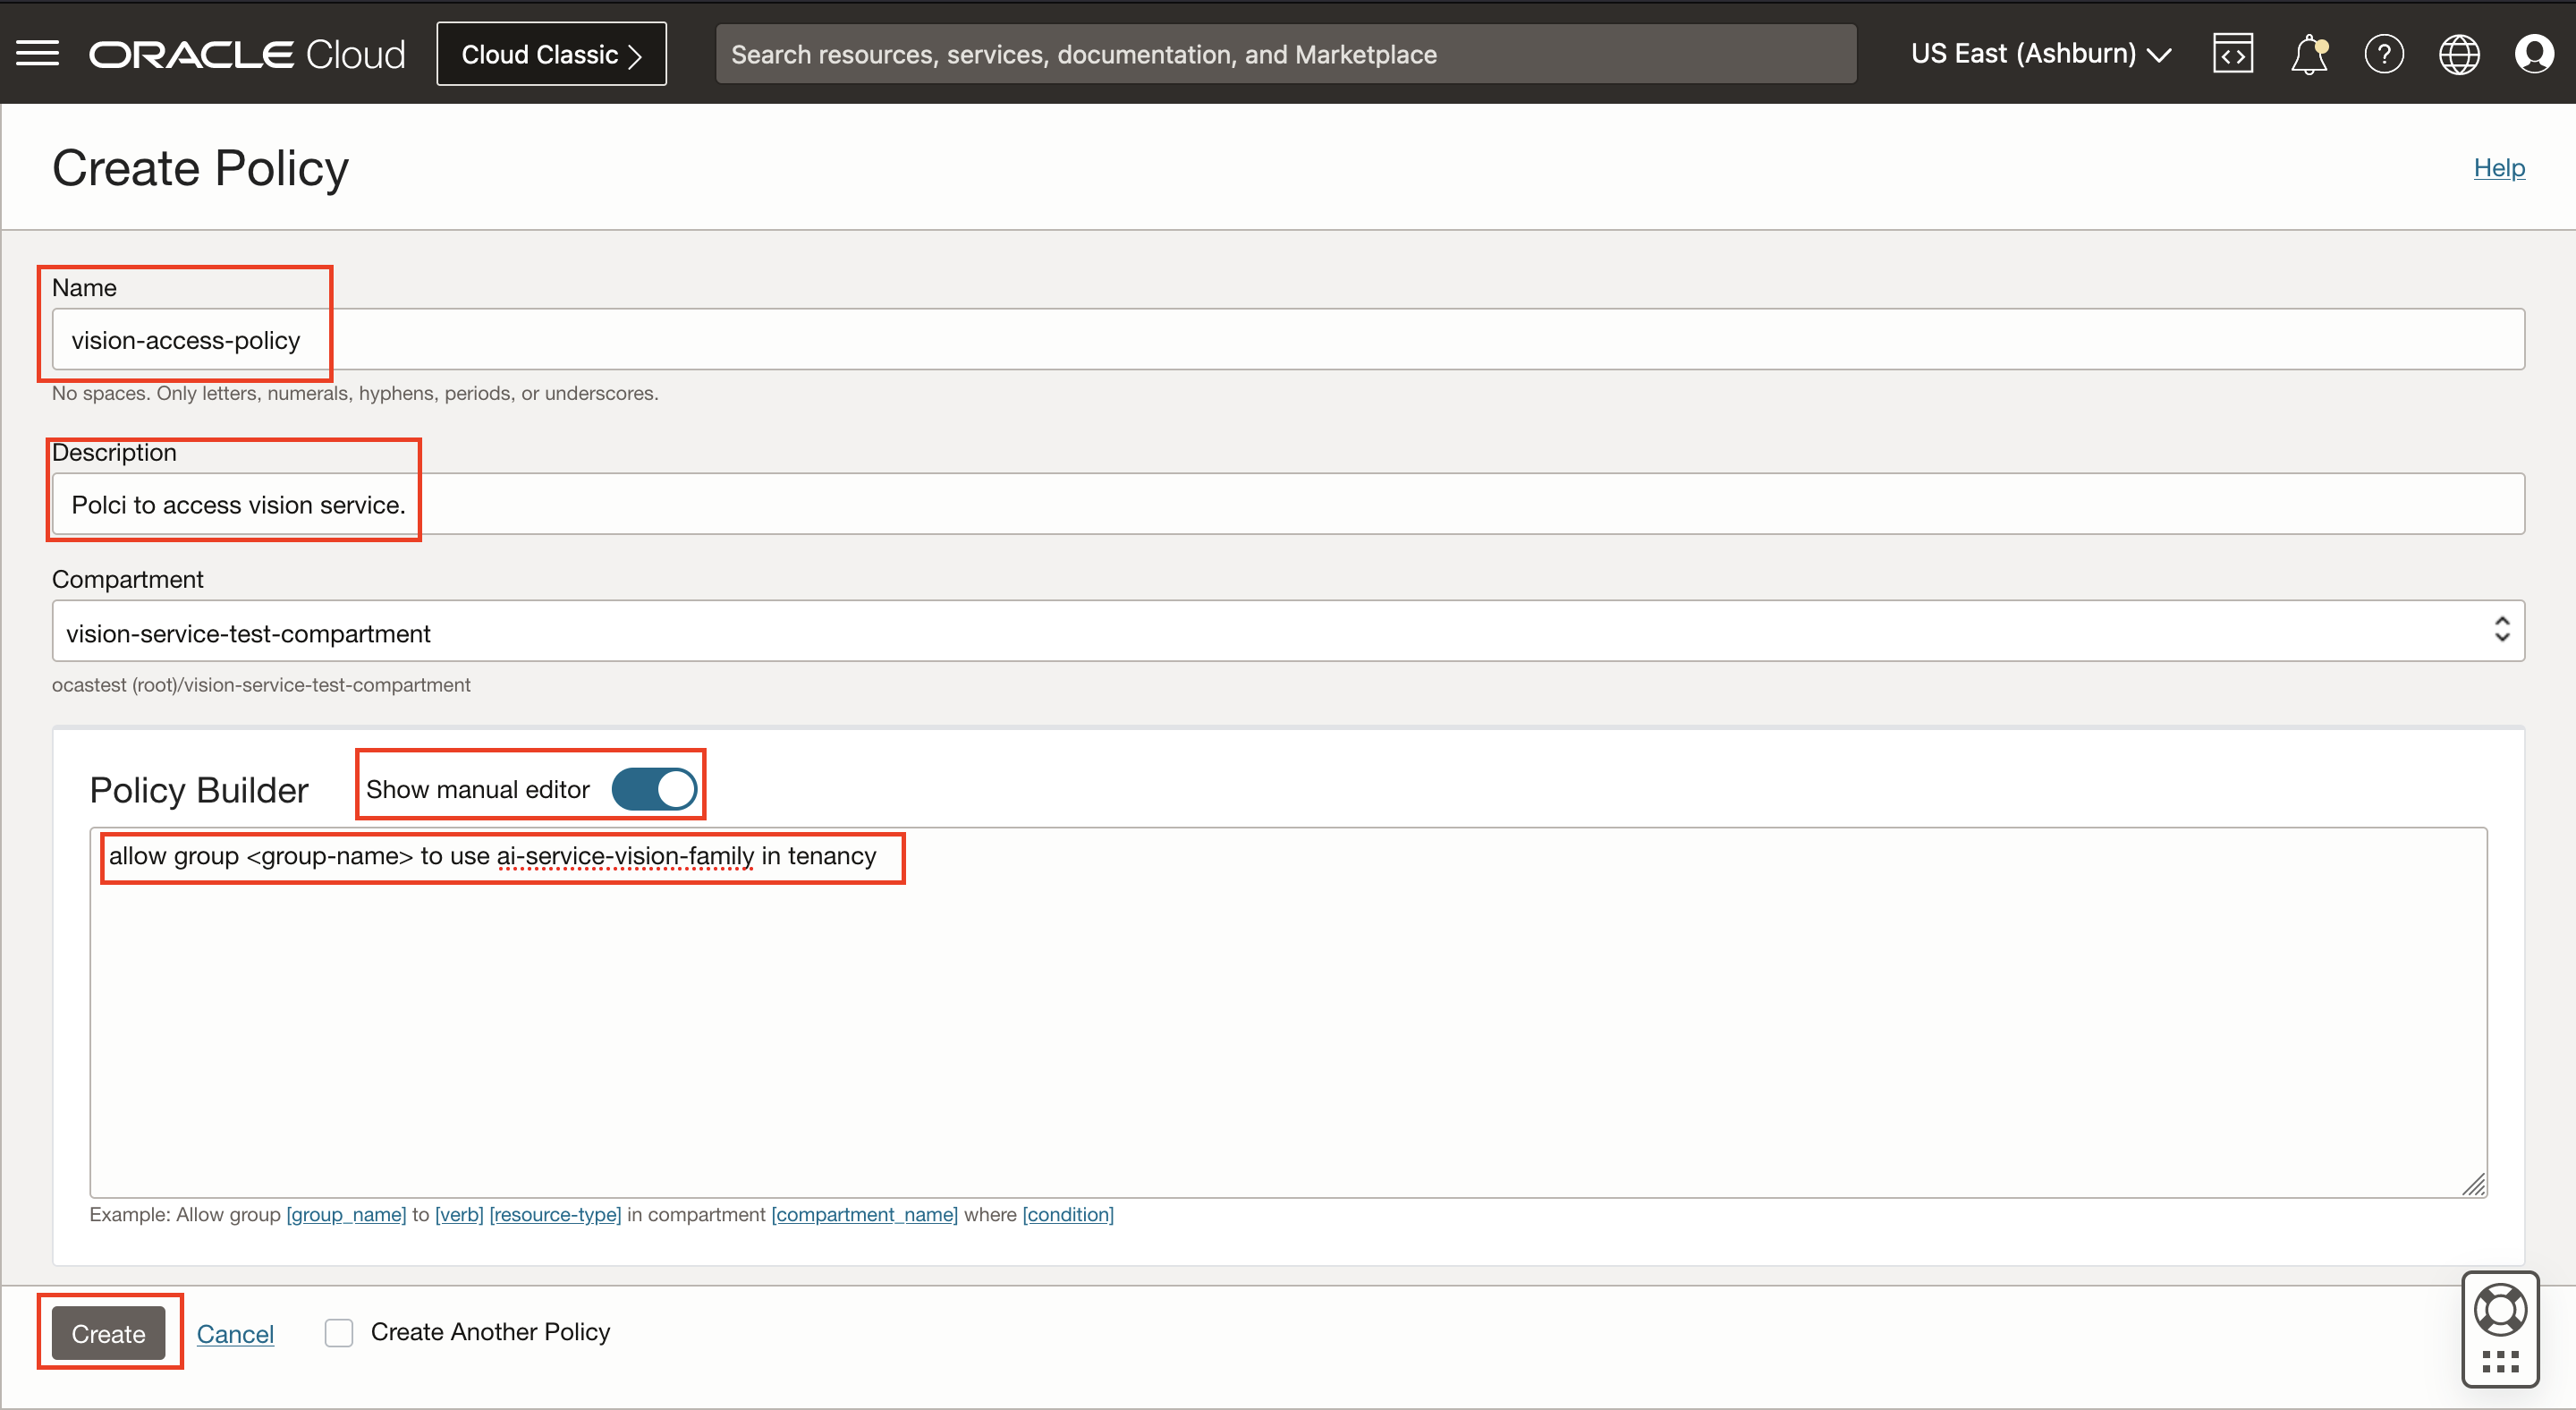 ORACLE Cloud
Cloud Classic
Search resources, services, documentation, and Marketplace
US East (Ashburn)
Create Policy
Help
Name
vision-access-policy
No spaces. Only letters, numerals, hyphens, periods, or underscores.
Description
Polci to access vision service.
Compartment
vision-service-test-compartment
ocastest (root)/vision-service-test-compartment
Policy Builder
Show manual editor
allow group <group-name> to use ai-service-vision-family in tenancy
Example: Allow group [group_name] to [verb] [resource-type] in compartment [compartment_name] where [condition]
Create
Cancel
Create Another Policy